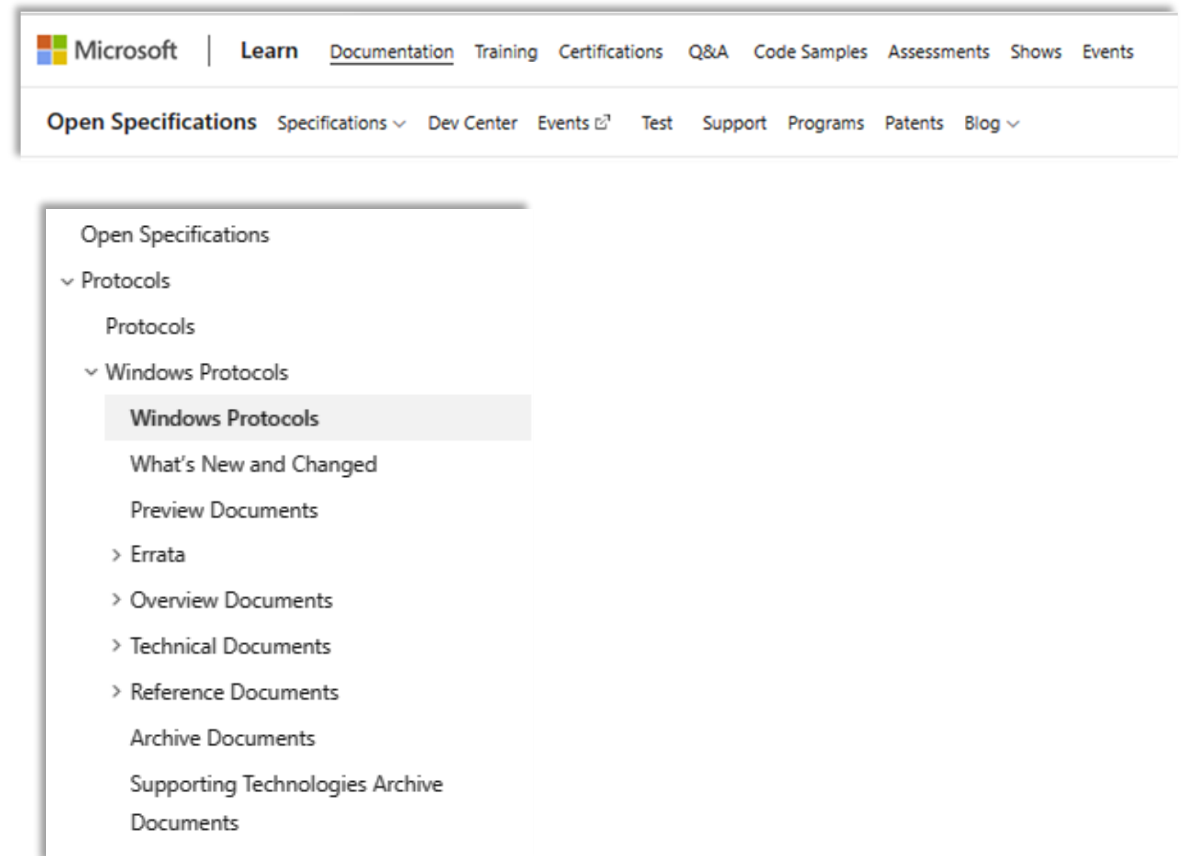 Microsoft | Learn Documentation Training Certifications Q&A Code Samples Assessments Shows Events
Open Specifications Specifications Dev Center Events Test Support Programs Patents Blog
Open Specifications
Protocols
Protocols
Windows Protocols
Windows Protocols
What's New and Changed
Preview Documents
Errata
Overview Documents
Technical Documents
Reference Documents
Archive Documents
Supporting Technologies Archive
Documents